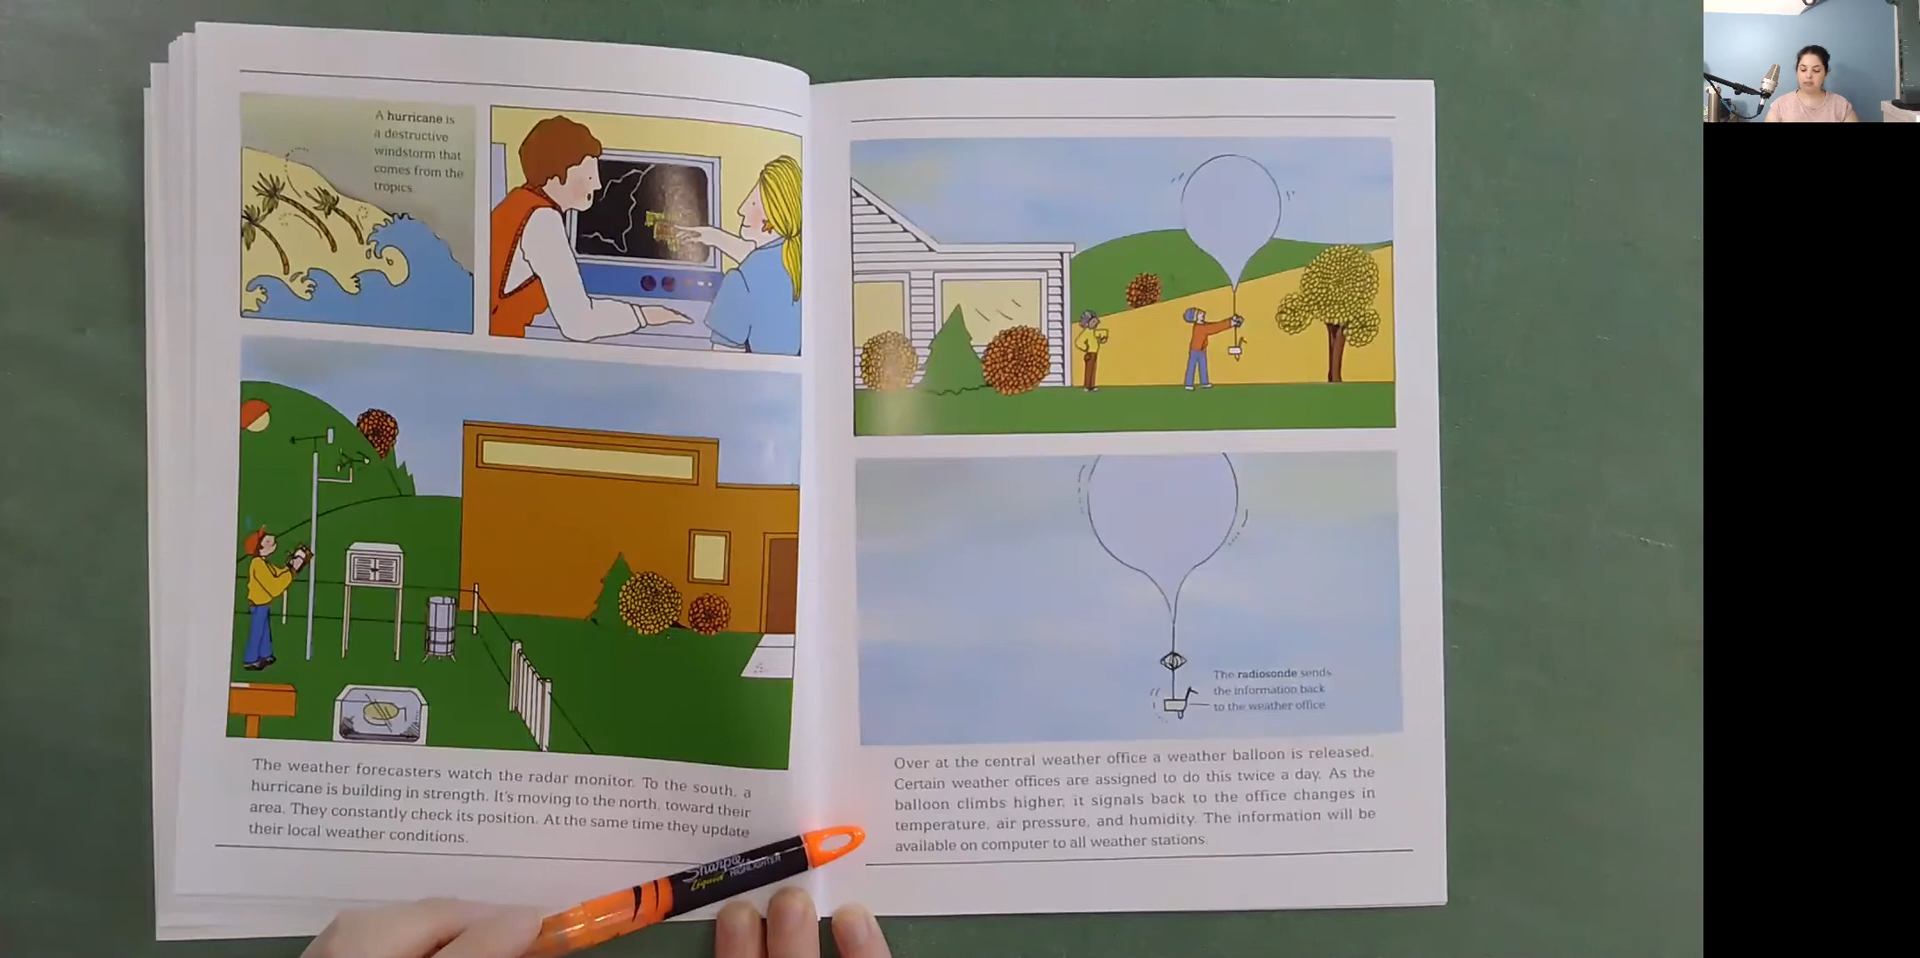 A hurricane is
a destructive
windstorm that
comes from the
tropics.
The weather forecasters watch the radar monitor. To the south, a
hurricane is building in strength. It's moving to the north, toward their
area. They constantly check its position. At the same time they update
their local weather conditions.
The radiosonde sends
the information back
to the weather office.
Over at the central weather office a weather balloon is released.
Certain weather offices are assigned to do this twice a day. As the
balloon climbs higher, it signals back to the office changes in
temperature, air pressure, and humidity. The information will be
available on computer to all weather stations.
Sharpie
Liquid HIGHLIGHTER